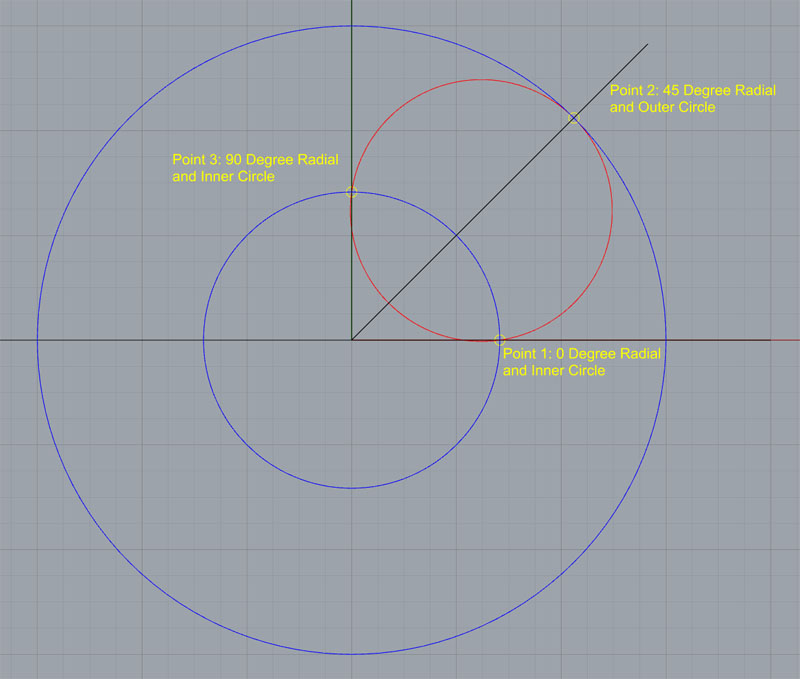 Point 2: 45 Degree Radial
and Outer Circle
Point 3: 90 Degree Radial
and Inner Circle
Point 1: 0 Degree Radial
and Inner Circle